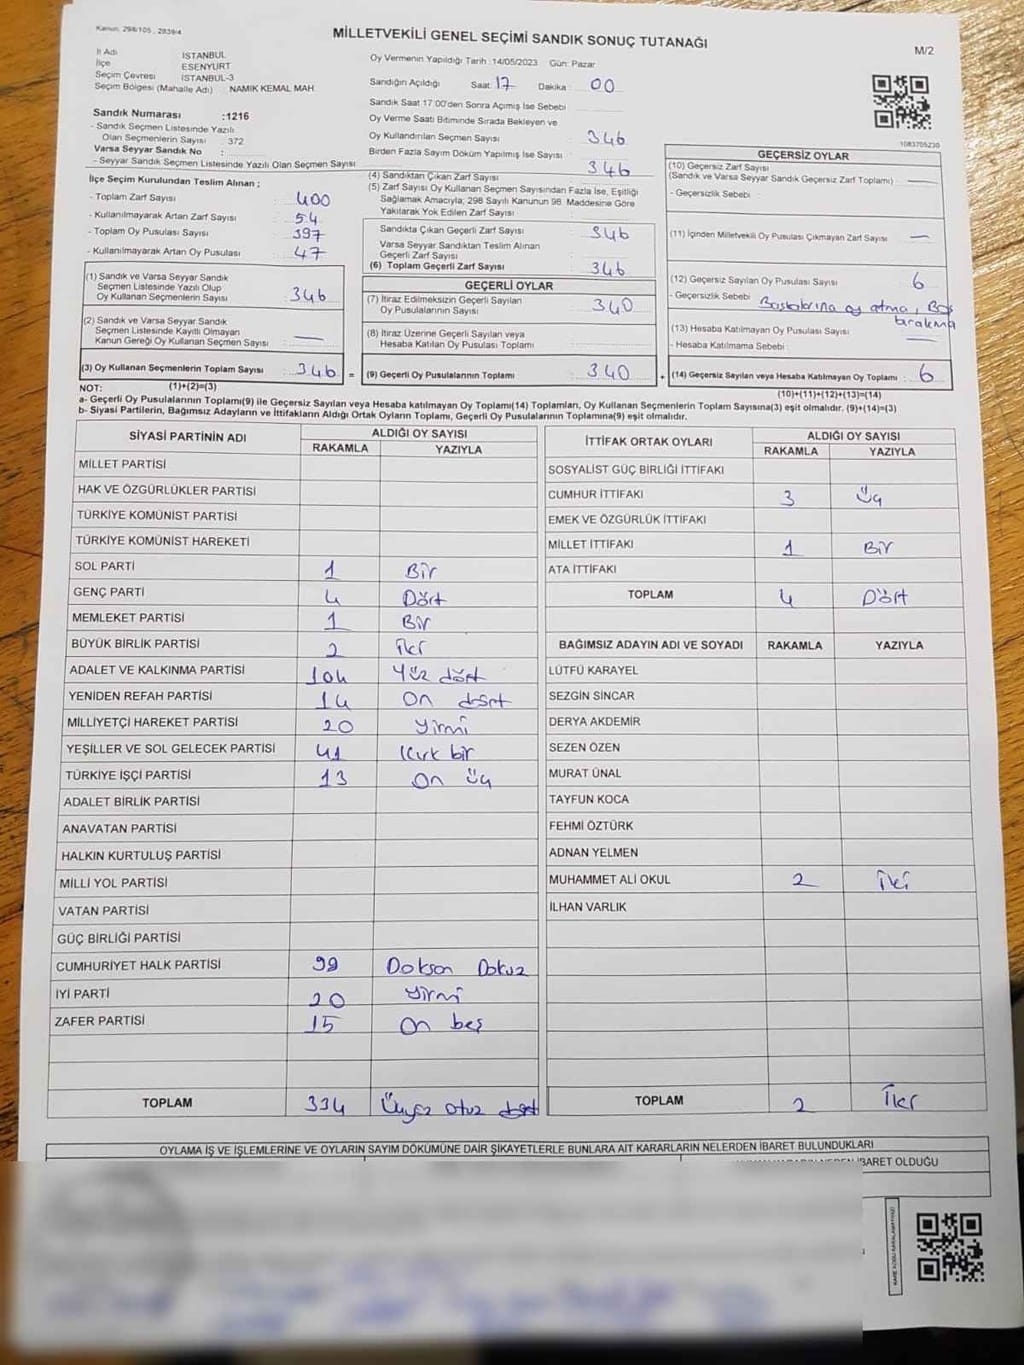 Kanun: 298/105 , 2839/4
MİLLETVEKİLİ GENEL SEÇİMİ SANDIK SONUÇ TUTANAĞI
M/2
İl Adı İSTANBUL
İlçe ESENYURT
Seçim Çevresi İSTANBUL-3
Seçim Bölgesi (Mahalle Adı) : NAMIK KEMAL MAH
Oy Vermenin Yapıldığı Tarih : 14/05/2023 Gün: Pazar
Sandığın Açıldığı Saat 17 Dakika : 00
Sandık Saat 17:00'den Sonra Açımış İse Sebebi
Sandık Numarası :1216
- Sandık Seçmen Listesinde Yazılı
Olan Seçmenlerin Sayısı : 372
Varsa Seyyar Sandık No :
- Seyyar Sandık Seçmen Listesinde Yazılı Olan Seçmen Sayısı
Oy Verme Saati Bitiminde Sırada Bekleyen ve
Oy Kullandırılan Seçmen Sayısı 346
Birden Fazla Sayım Döküm Yapılmış İse Sayısı
1083705230
İlçe Seçim Kurulundan Teslim Alınan ;
- Toplam Zarf Sayısı : 400
- Kullanılmayarak Artan Zarf Sayısı : 54
- Toplam Oy Pusulası Sayısı : 397
- Kullanılmayarak Artan Oy Pusulası : 47
(4) Sandıktan Çıkan Zarf Sayısı 346
(5) Zarf Sayısı Oy Kullanan Seçmen Sayısından Fazla İse, Eşitliği
Sağlamak Amacıyla; 298 Sayılı Kanunun 98. Maddesine Göre
Yakılarak Yok Edilen Zarf Sayısı
Sandıkta Çıkan Geçerli Zarf Sayısı 346
Varsa Seyyar Sandıktan Teslim Alınan
Geçerli Zarf Sayısı
(6) Toplam Geçerli Zarf Sayısı 346
GEÇERSİZ OYLAR
(10) Geçersiz Zarf Sayısı
(Sandık ve Varsa Seyyar Sandık Geçersiz Zarf Toplamı) : —
- Geçersizlik Sebebi :
(11) İçinden Milletvekili Oy Pusulası Çıkmayan Zarf Sayısı : —
(12) Geçersiz Sayılan Oy Pusulası Sayısı : 6
- Geçersizlik Sebebi : Başkalarına oy atma, Boş
bırakma
(13) Hesaba Katılmayan Oy Pusulası Sayısı : —
- Hesaba Katılmama Sebebi :
(1) Sandık ve Varsa Seyyar Sandık
Seçmen Listesinde Yazılı Olup
Oy Kullanan Seçmenlerin Sayısı : 346
(2) Sandık ve Varsa Seyyar Sandık
Seçmen Listesinde Kayıtlı Olmayan
Kanun Gereği Oy Kullanan Seçmen Sayısı : —
GEÇERLİ OYLAR
(7) İtiraz Edilmeksizin Geçerli Sayılan
Oy Pusulalarının Sayısı : 340
(8) İtiraz Üzerine Geçerli Sayılan veya
Hesaba Katılan Oy Pusulası Toplamı
(3) Oy Kullanan Seçmenlerin Toplam Sayısı : 346 = (9) Geçerli Oy Pusulalarının Toplamı : 340 + (14) Geçersiz Sayılan veya Hesaba Katılmayan Oy Toplamı : 6
NOT: (1)+(2)=(3) (10)+(11)+(12)+(13)=(14)
a- Geçerli Oy Pusulalarının Toplamı(9) ile Geçersiz Sayılan veya Hesaba katılmayan Oy Toplamı(14) Toplamları, Oy Kullanan Seçmenlerin Toplam Sayısına(3) eşit olmalıdır. (9)+(14)=(3)
b- Siyasi Partilerin, Bağımsız Adayların ve İttifakların Aldığı Ortak Oyların Toplamı, Geçerli Oy Pusulalarının Toplamına(9) eşit olmalıdır.
SİYASİ PARTİNİN ADI ALDIĞI OY SAYISI
RAKAMLA YAZIYLA
MİLLET PARTİSİ
HAK VE ÖZGÜRLÜKLER PARTİSİ
TÜRKİYE KOMÜNİST PARTİSİ
TÜRKİYE KOMÜNİST HAREKETİ
SOL PARTİ 1 Bir
GENÇ PARTİ 4 Dört
MEMLEKET PARTİSİ 1 Bir
BÜYÜK BİRLİK PARTİSİ 2 iki
ADALET VE KALKINMA PARTİSİ 104 Yüz dört
YENİDEN REFAH PARTİSİ 14 On dört
MİLLİYETÇİ HAREKET PARTİSİ 20 Yirmi
YEŞİLLER VE SOL GELECEK PARTİSİ 41 Kırk bir
TÜRKİYE İŞÇİ PARTİSİ 13 On üç
ADALET BİRLİK PARTİSİ
ANAVATAN PARTİSİ
HALKIN KURTULUŞ PARTİSİ
MİLLİ YOL PARTİSİ
VATAN PARTİSİ
GÜÇ BİRLİĞİ PARTİSİ
CUMHURİYET HALK PARTİSİ 99 Doksan Dokuz
İYİ PARTİ 20 Yirmi
ZAFER PARTİSİ 15 On beş
TOPLAM 334 Üçyüz otuz dört
İTTİFAK ORTAK OYLARI ALDIĞI OY SAYISI
RAKAMLA YAZIYLA
SOSYALİST GÜÇ BİRLİĞİ İTTİFAKI
CUMHUR İTTİFAKI 3 Üç
EMEK VE ÖZGÜRLÜK İTTİFAKI
MİLLET İTTİFAKI 1 Bir
ATA İTTİFAKI
TOPLAM 4 Dört
BAĞIMSIZ ADAYIN ADI VE SOYADI RAKAMLA YAZIYLA
LÜTFÜ KARAYEL
SEZGİN SİNCAR
DERYA AKDEMİR
SEZEN ÖZEN
MURAT ÜNAL
TAYFUN KOCA
FEHMİ ÖZTÜRK
ADNAN YELMEN
MUHAMMET ALİ OKUL 2 İki
İLHAN VARLIK
TOPLAM 2 İki
OYLAMA İŞ VE İŞLEMLERİNE VE OYLARIN SAYIM DÖKÜMÜNE DAİR ŞİKAYETLERLE BUNLARA AİT KARARLARIN NELERDEN İBARET BULUNDUKLARI
İBARET OLDUĞU
KARE KODU KARALAMAYINIZ!